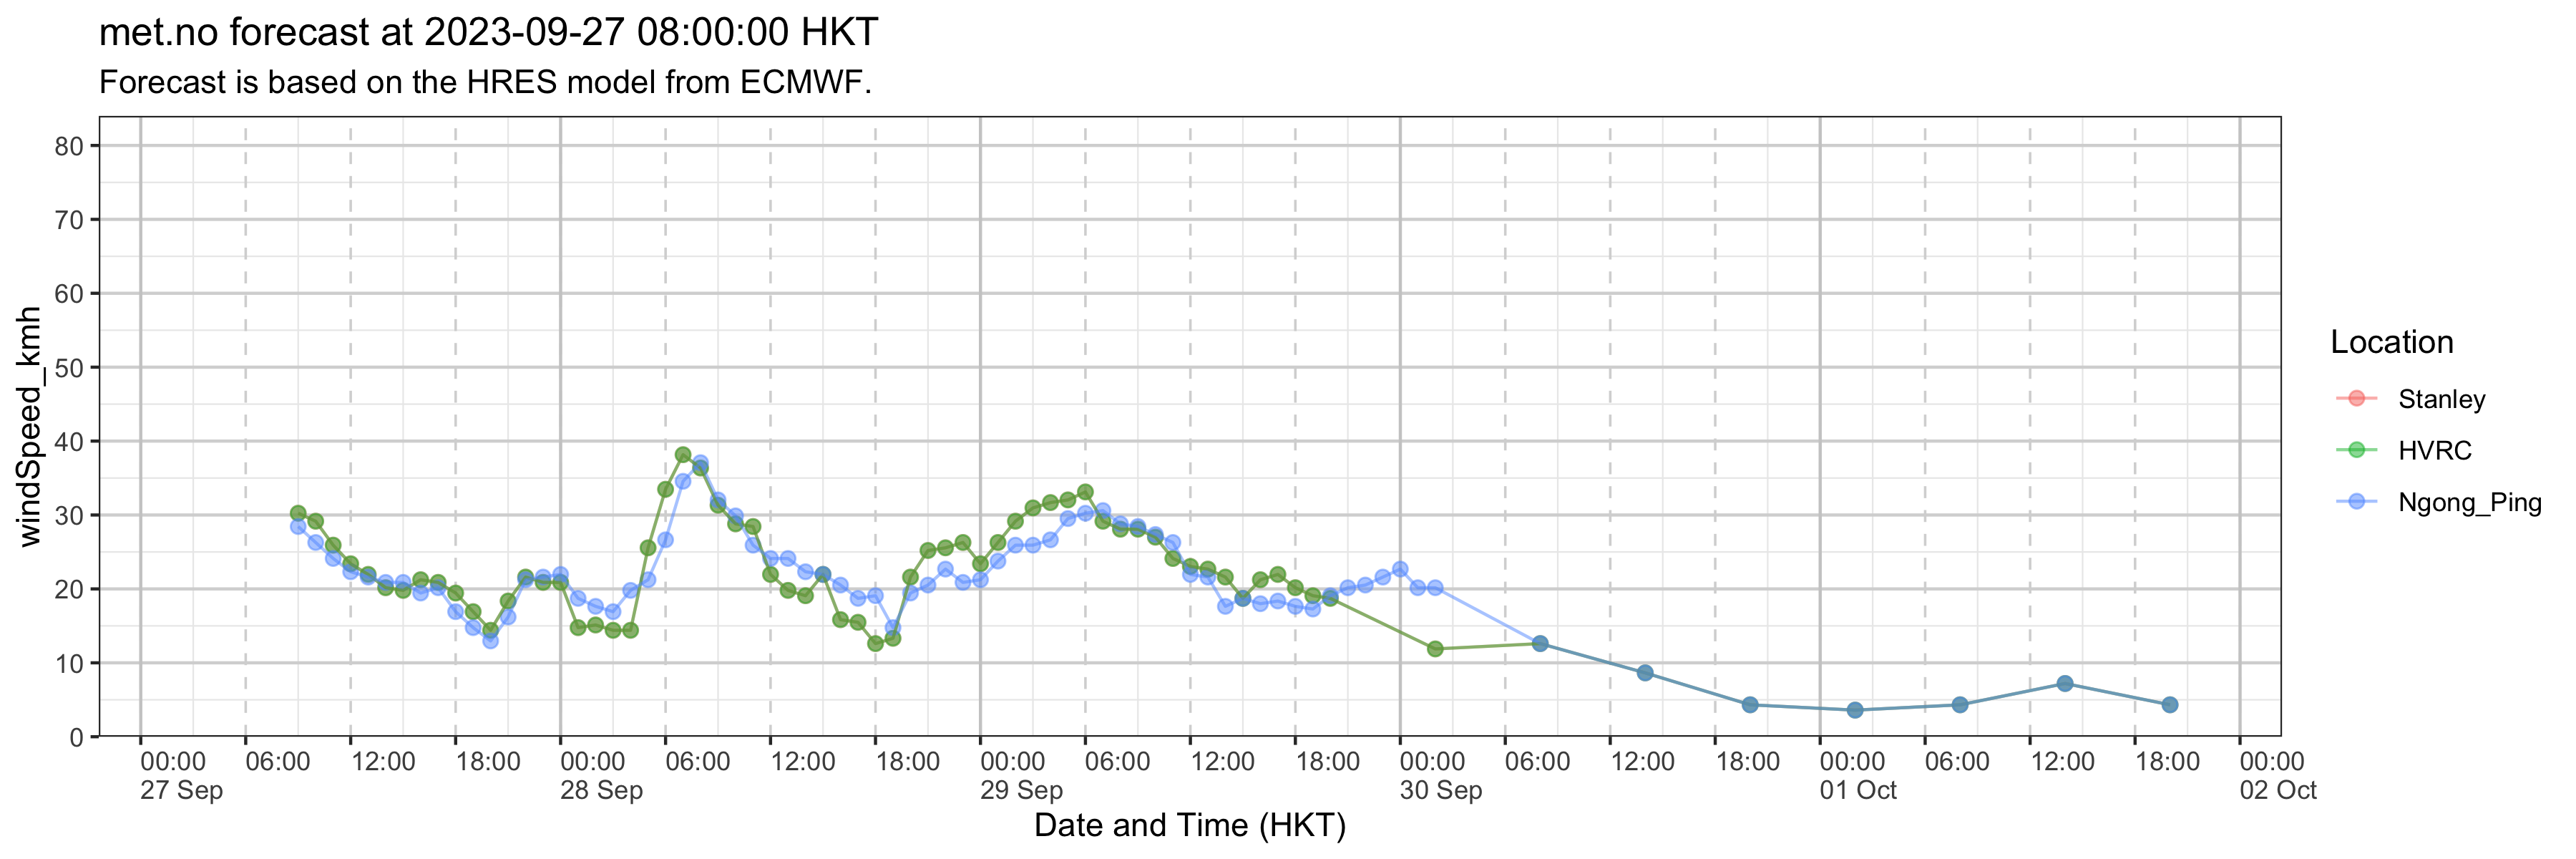 met.no forecast at 2023-09-27 08:00:00 HKT
Forecast is based on the HRES model from ECMWF.
windSpeed_kmh
80
70
60
50
40
30
20
10
0
00:00 06:00 12:00 18:00 00:00 06:00 12:00 18:00 00:00 06:00 12:00 18:00 00:00 06:00 12:00 18:00 00:00 06:00 12:00 18:00 00:00
27 Sep 28 Sep 29 Sep 30 Sep 01 Oct 02 Oct
Date and Time (HKT)
Location
Stanley
HVRC
Ngong_Ping